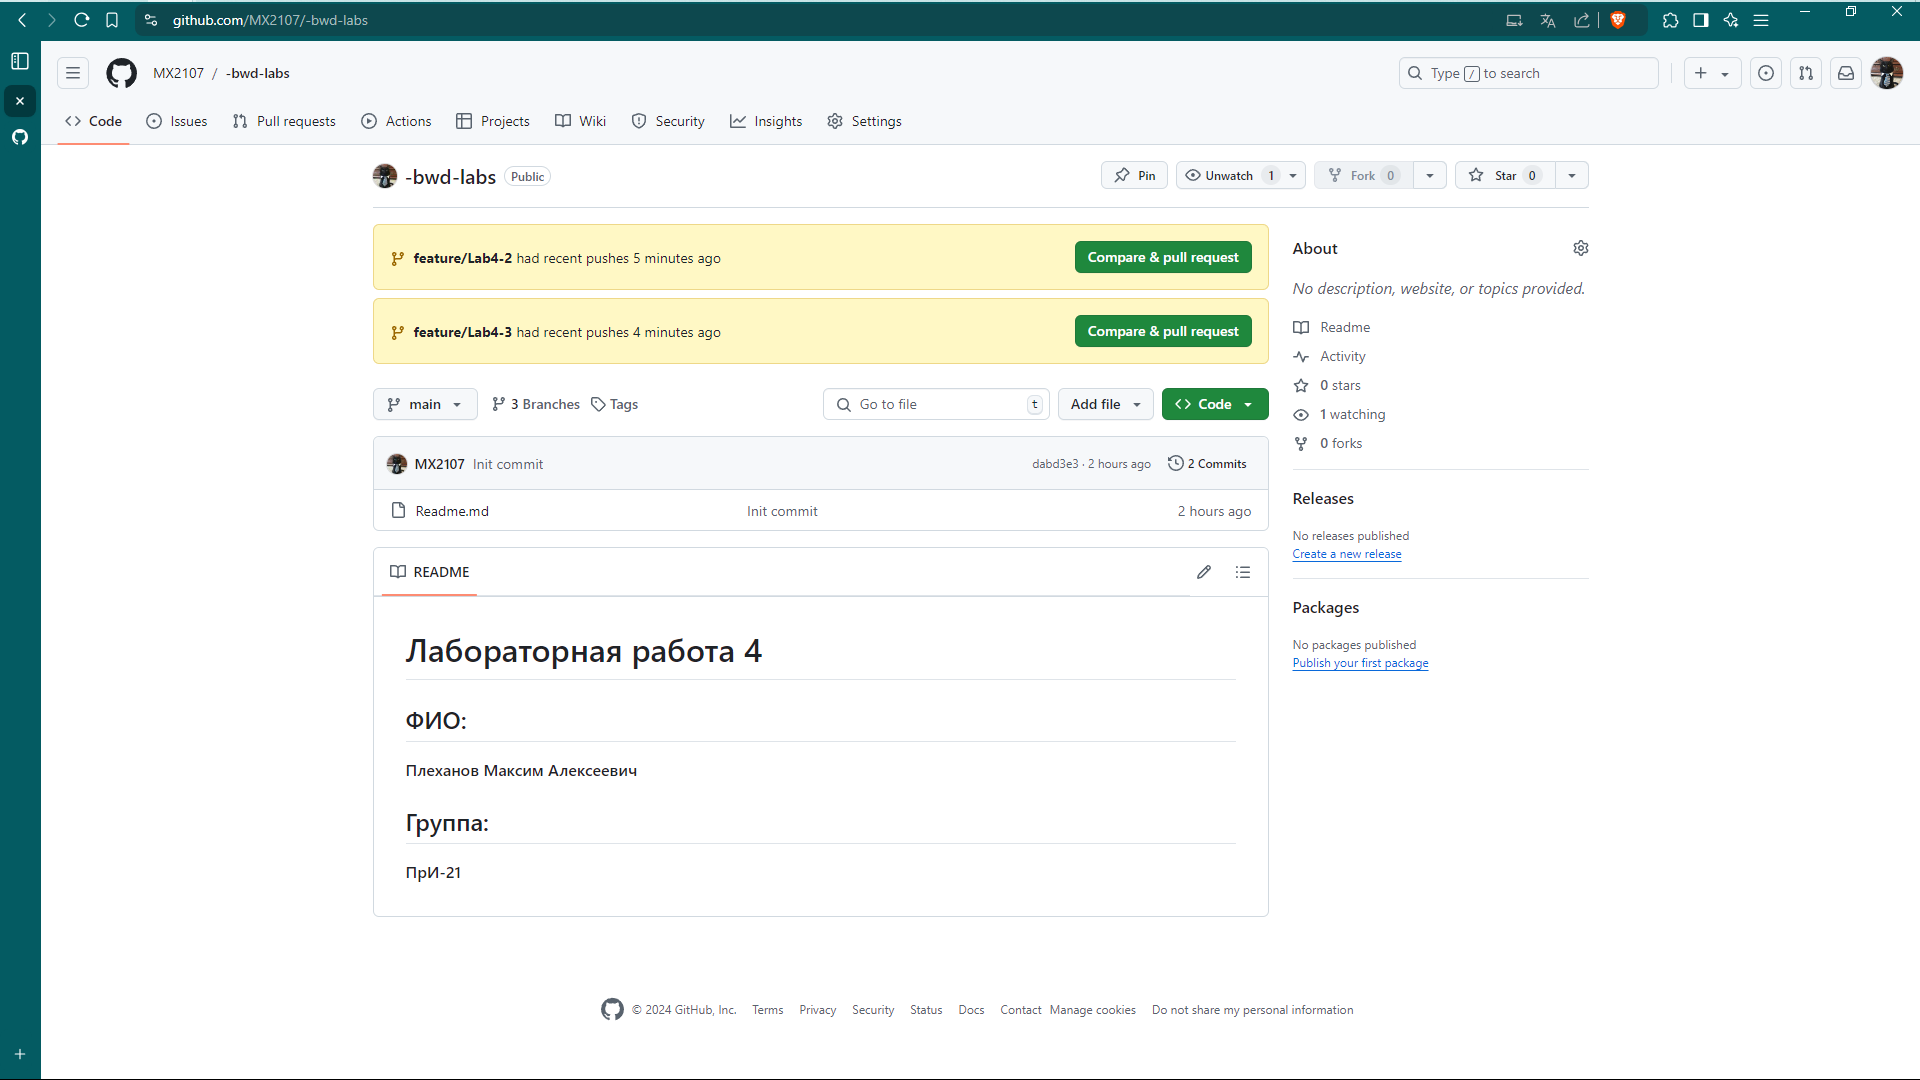 github.com/MX2107/-bwd-labs
MX2107 / -bwd-labs
Type / to search
Code Issues Pull requests Actions Projects Wiki Security Insights Settings
-bwd-labs Public
Pin Unwatch 1 Fork 0 Star 0
feature/Lab4-2 had recent pushes 5 minutes ago Compare & pull request
feature/Lab4-3 had recent pushes 4 minutes ago Compare & pull request
main 3 Branches Tags Go to file t Add file Code
MX2107 Init commit dabd3e3 · 2 hours ago 2 Commits
Readme.md Init commit 2 hours ago
README
Лабораторная работа 4
ФИО:
Плеханов Максим Алексеевич
Группа:
ПрИ-21
About
No description, website, or topics provided.
Readme
Activity
0 stars
1 watching
0 forks
Releases
No releases published
Create a new release
Packages
No packages published
Publish your first package
© 2024 GitHub, Inc. Terms Privacy Security Status Docs Contact Manage cookies Do not share my personal information